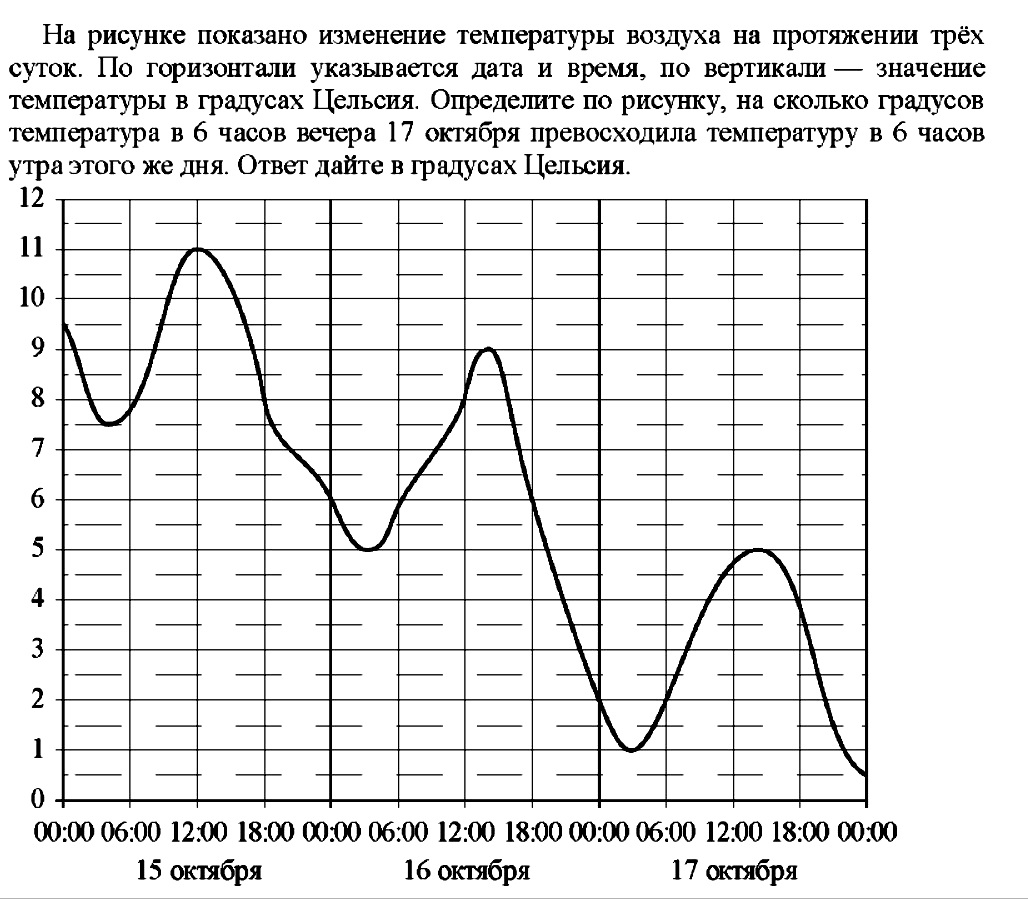 На рисунке показано изменение температуры воздуха на протяжении трёх
суток. По горизонтали указывается дата и время, по вертикали — значение
температуры в градусах Цельсия. Определите по рисунку, на сколько градусов
температура в 6 часов вечера 17 октября превосходила температуру в 6 часов
утра этого же дня. Ответ дайте в градусах Цельсия.
12
11
10
9
8
7
6
5
4
3
2
1
0
00:00 06:00 12:00 18:00 00:00 06:00 12:00 18:00 00:00 06:00 12:00 18:00 00:00
15 октября 16 октября 17 октября